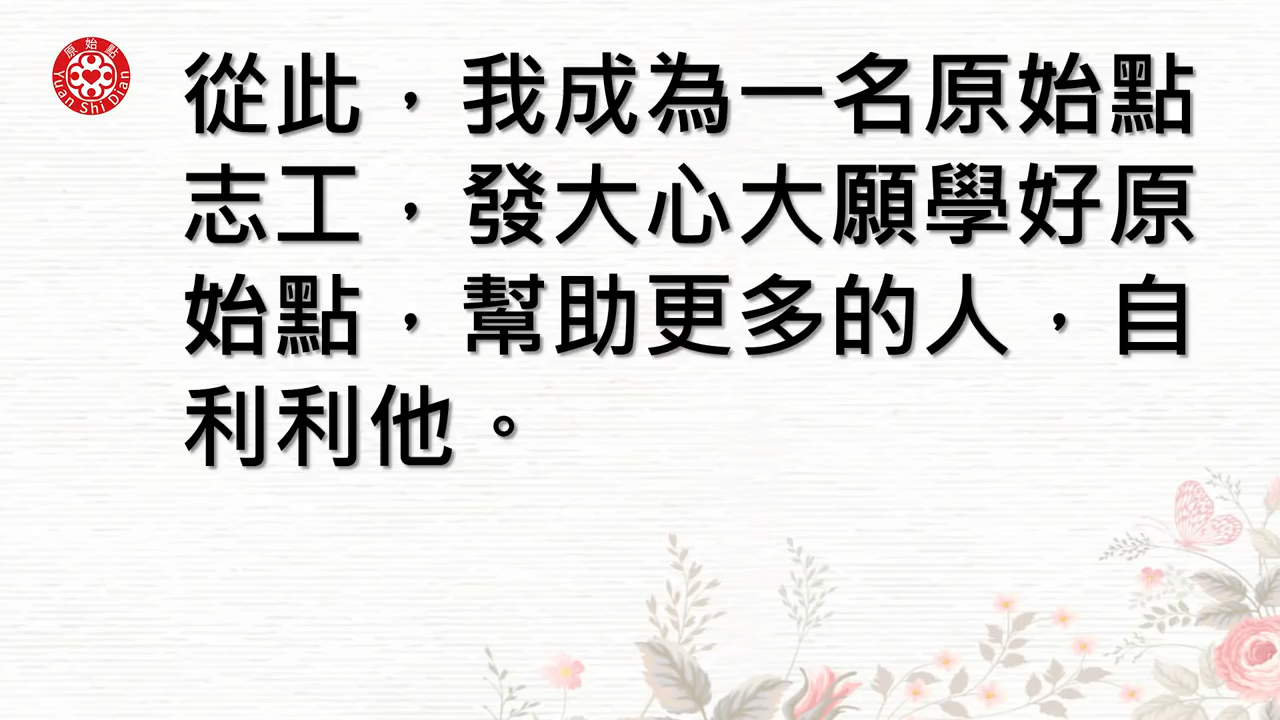 原始點
Yuan Shi Dian
從此，我成為一名原始點
志工，發大心大願學好原
始點，幫助更多的人，自
利利他。